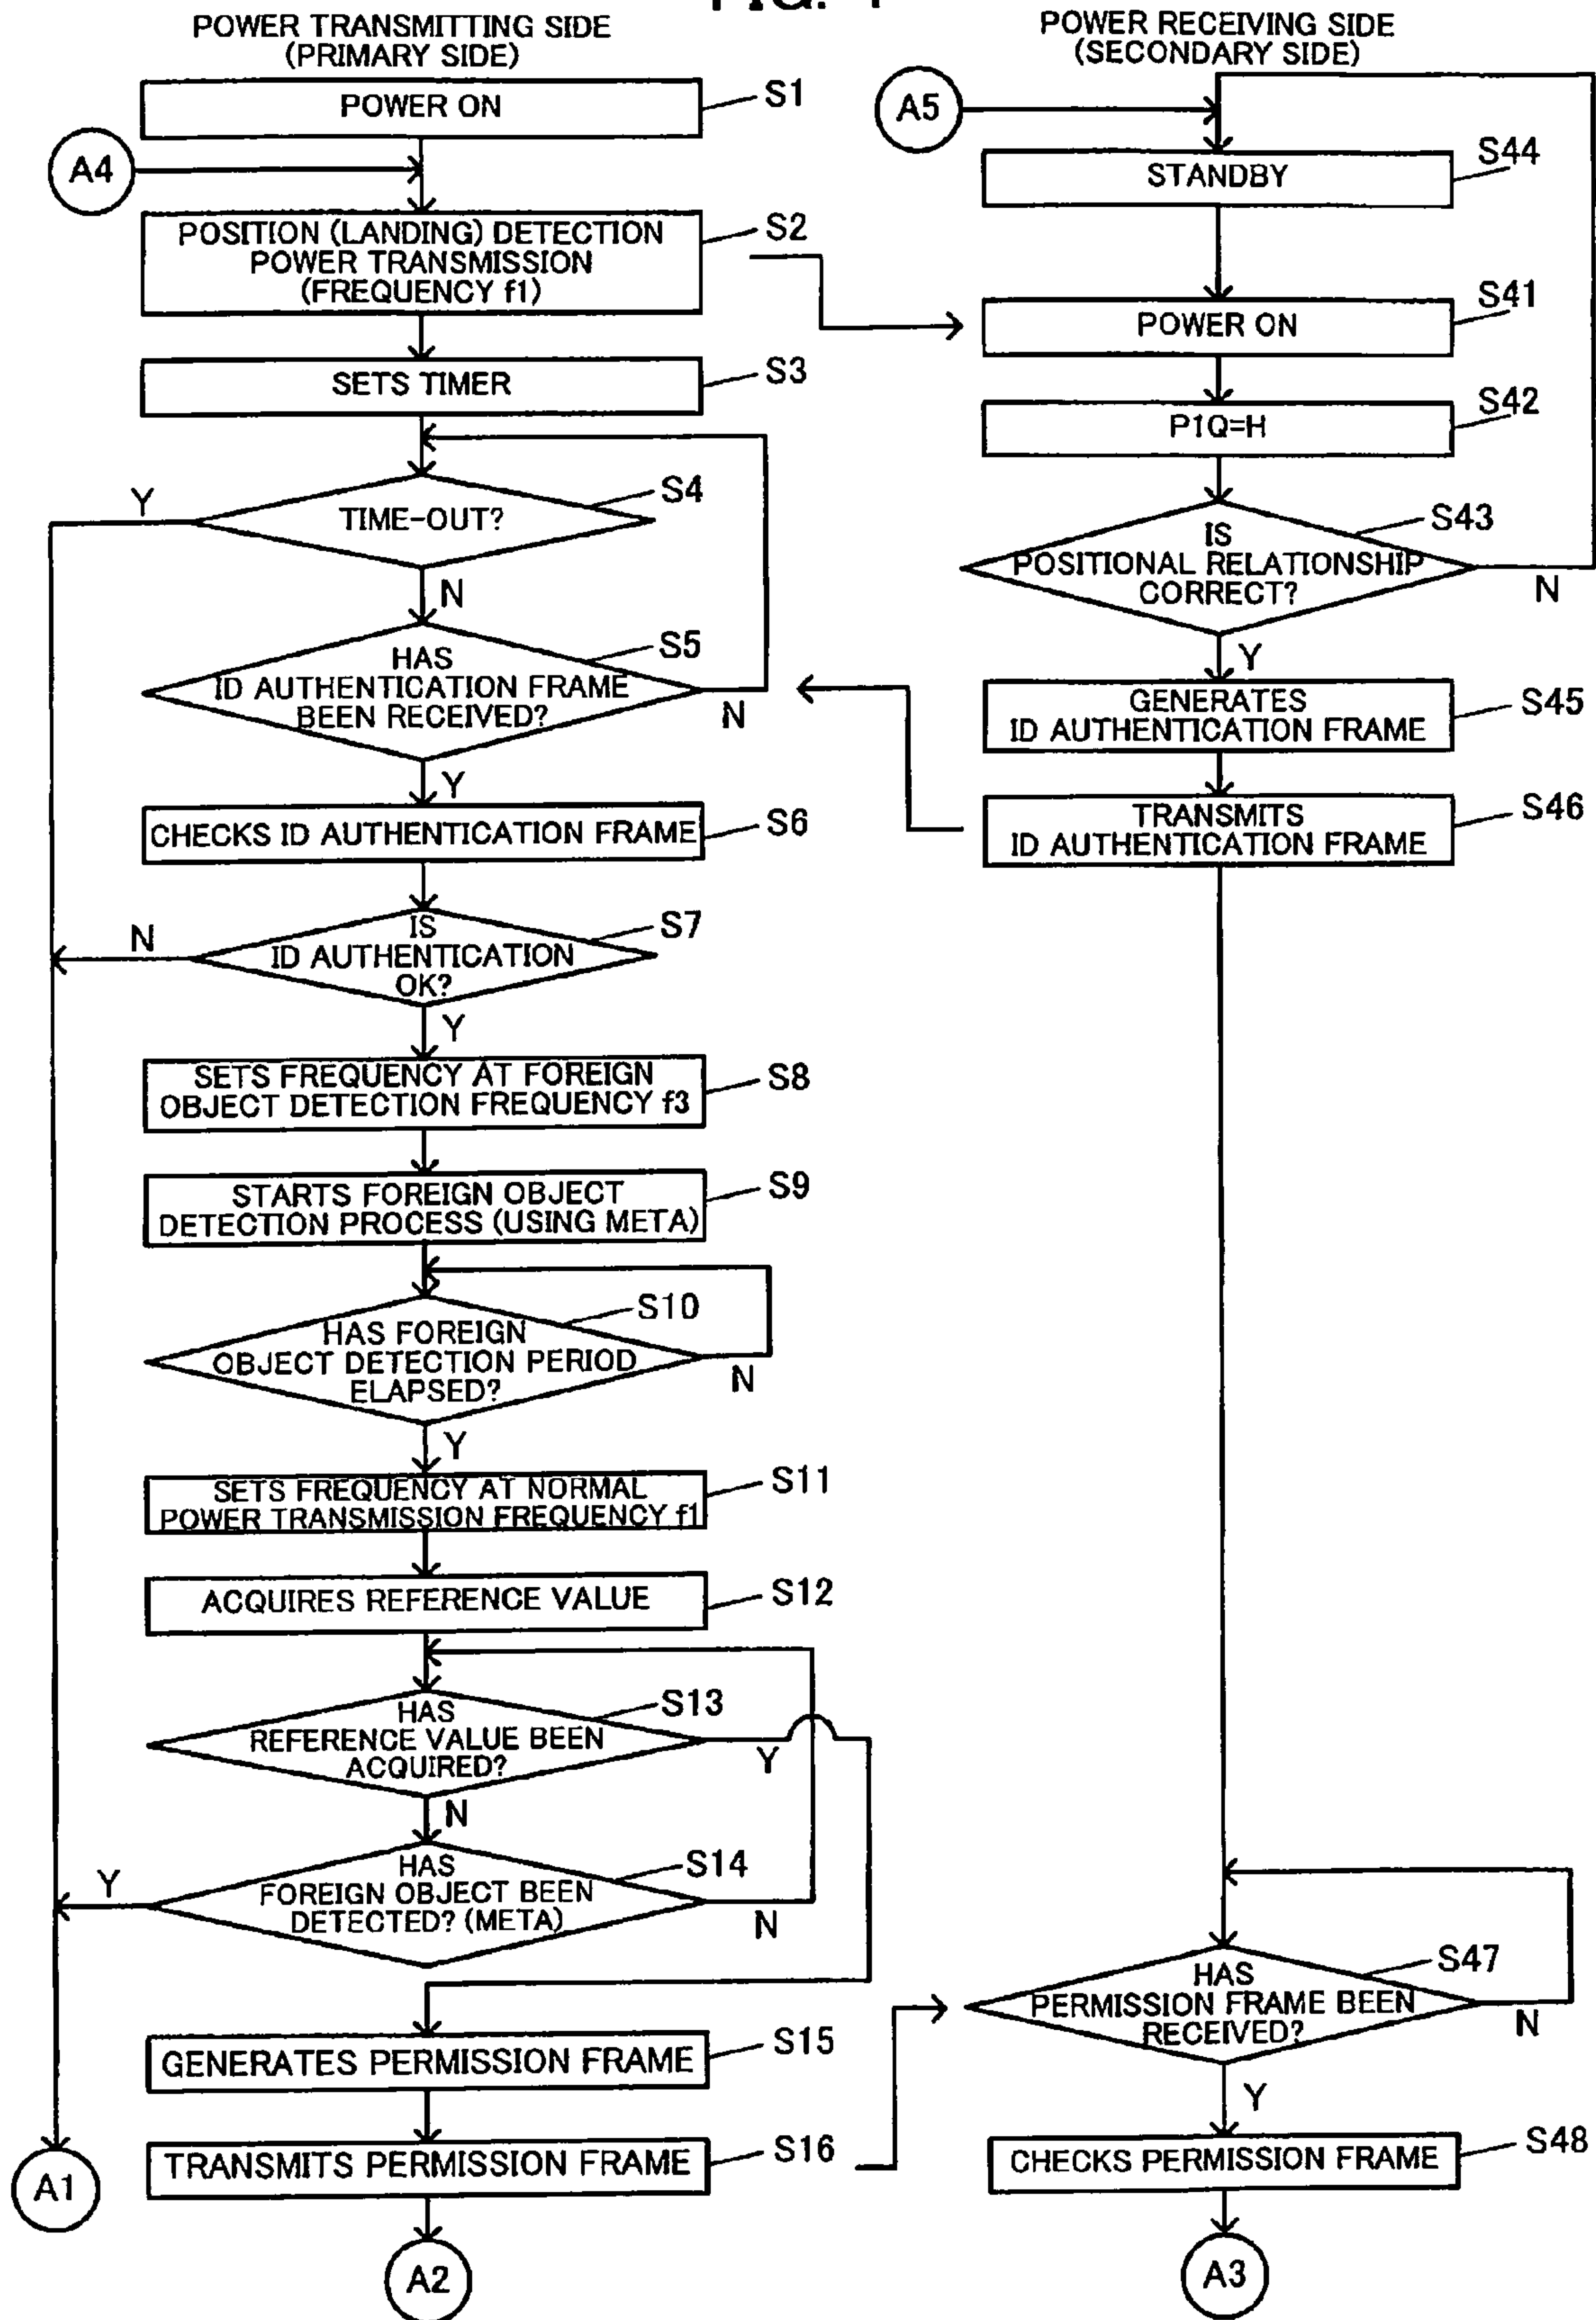 POWER TRANSMITTING SIDE
(PRIMARY SIDE)
POWER ON
S1
A4
POSITION (LANDING) DETECTION
POWER TRANSMISSION
(FREQUENCY f1)
S2
SETS TIMER
S3
TIME-OUT?
S4
Y
N
HAS
ID AUTHENTICATION FRAME
BEEN RECEIVED?
S5
N
Y
CHECKS ID AUTHENTICATION FRAME
S6
IS
ID AUTHENTICATION
OK?
S7
N
Y
SETS FREQUENCY AT FOREIGN
OBJECT DETECTION FREQUENCY f3
S8
STARTS FOREIGN OBJECT
DETECTION PROCESS (USING META)
S9
HAS FOREIGN
OBJECT DETECTION PERIOD
ELAPSED?
S10
N
Y
SETS FREQUENCY AT NORMAL
POWER TRANSMISSION FREQUENCY f1
S11
ACQUIRES REFERENCE VALUE
S12
HAS
REFERENCE VALUE BEEN
ACQUIRED?
S13
Y
N
HAS
FOREIGN OBJECT BEEN
DETECTED? (META)
S14
Y
N
GENERATES PERMISSION FRAME
S15
TRANSMITS PERMISSION FRAME
S16
A1
A2
POWER RECEIVING SIDE
(SECONDARY SIDE)
A5
STANDBY
S44
POWER ON
S41
P1Q=H
S42
IS
POSITIONAL RELATIONSHIP
CORRECT?
S43
N
Y
GENERATES
ID AUTHENTICATION FRAME
S45
TRANSMITS
ID AUTHENTICATION FRAME
S46
HAS
PERMISSION FRAME BEEN
RECEIVED?
S47
N
Y
CHECKS PERMISSION FRAME
S48
A3